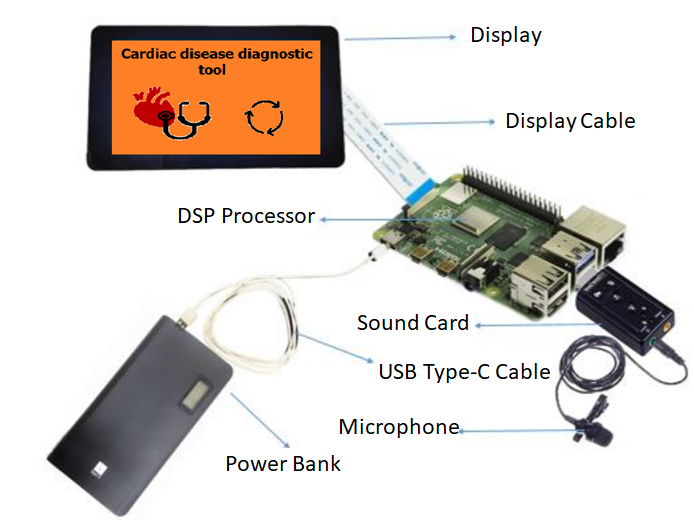 Display
Cardiac disease diagnostic
tool
Display Cable
DSP Processor
Sound Card
USB Type-C Cable
Microphone
Power Bank